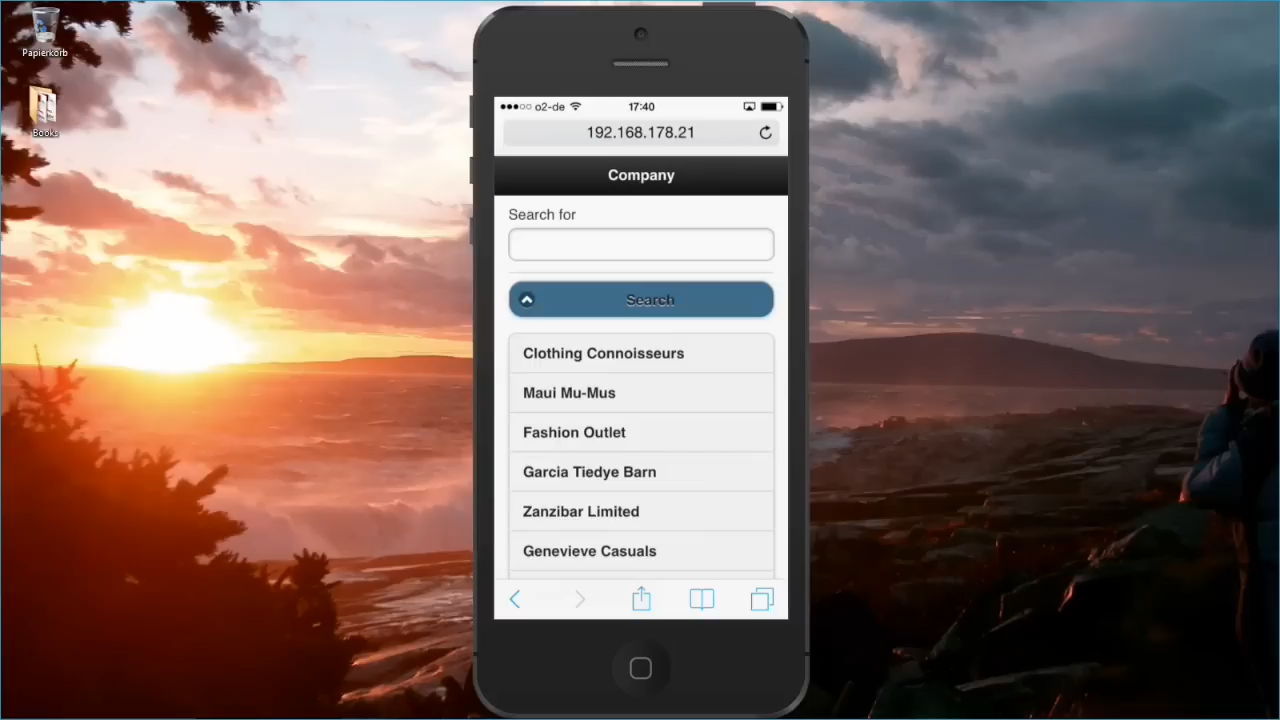 Papierkorb
Books
o2-de
17:40
192.168.178.21
Company
Search for
Search
Clothing Connoisseurs
Maui Mu-Mus
Fashion Outlet
Garcia Tiedye Barn
Zanzibar Limited
Genevieve Casuals